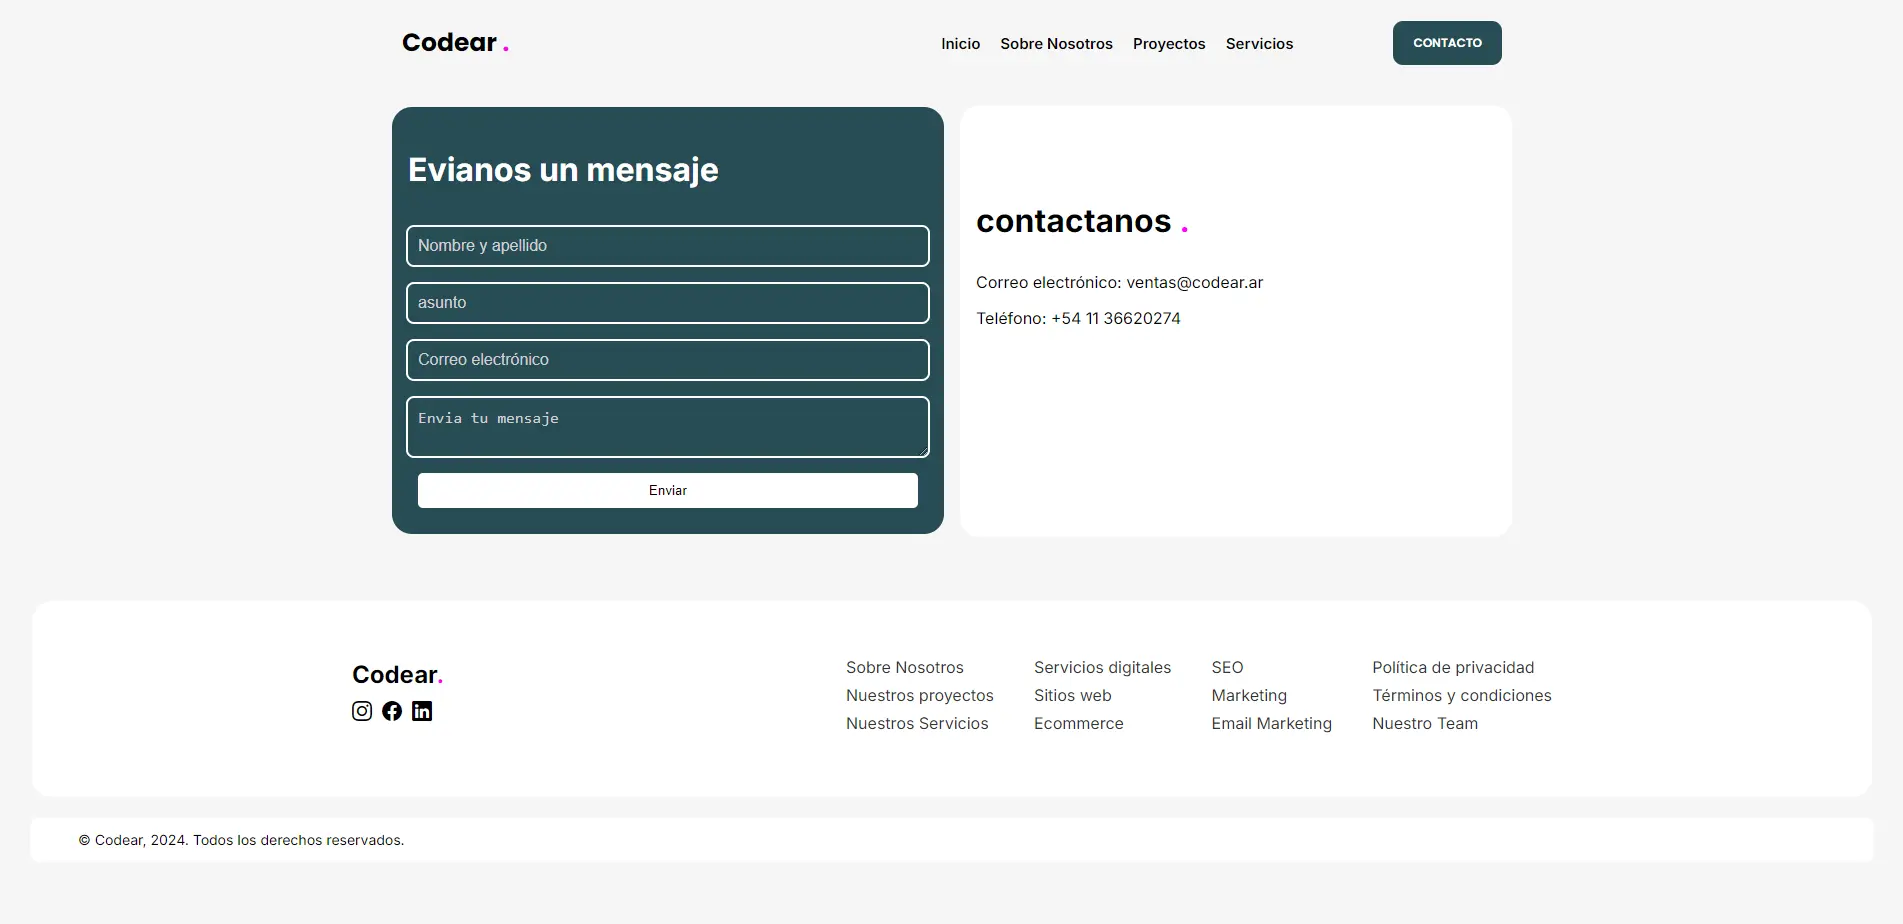 Codear .
Inicio Sobre Nosotros Proyectos Servicios
CONTACTO
Evianos un mensaje
Nombre y apellido
asunto
Correo electrónico
Envia tu mensaje
Enviar
contactanos .
Correo electrónico: ventas@codear.ar
Teléfono: +54 11 36620274
Codear.
Sobre Nosotros
Nuestros proyectos
Nuestros Servicios
Servicios digitales
Sitios web
Ecommerce
SEO
Marketing
Email Marketing
Política de privacidad
Términos y condiciones
Nuestro Team
© Codear, 2024. Todos los derechos reservados.